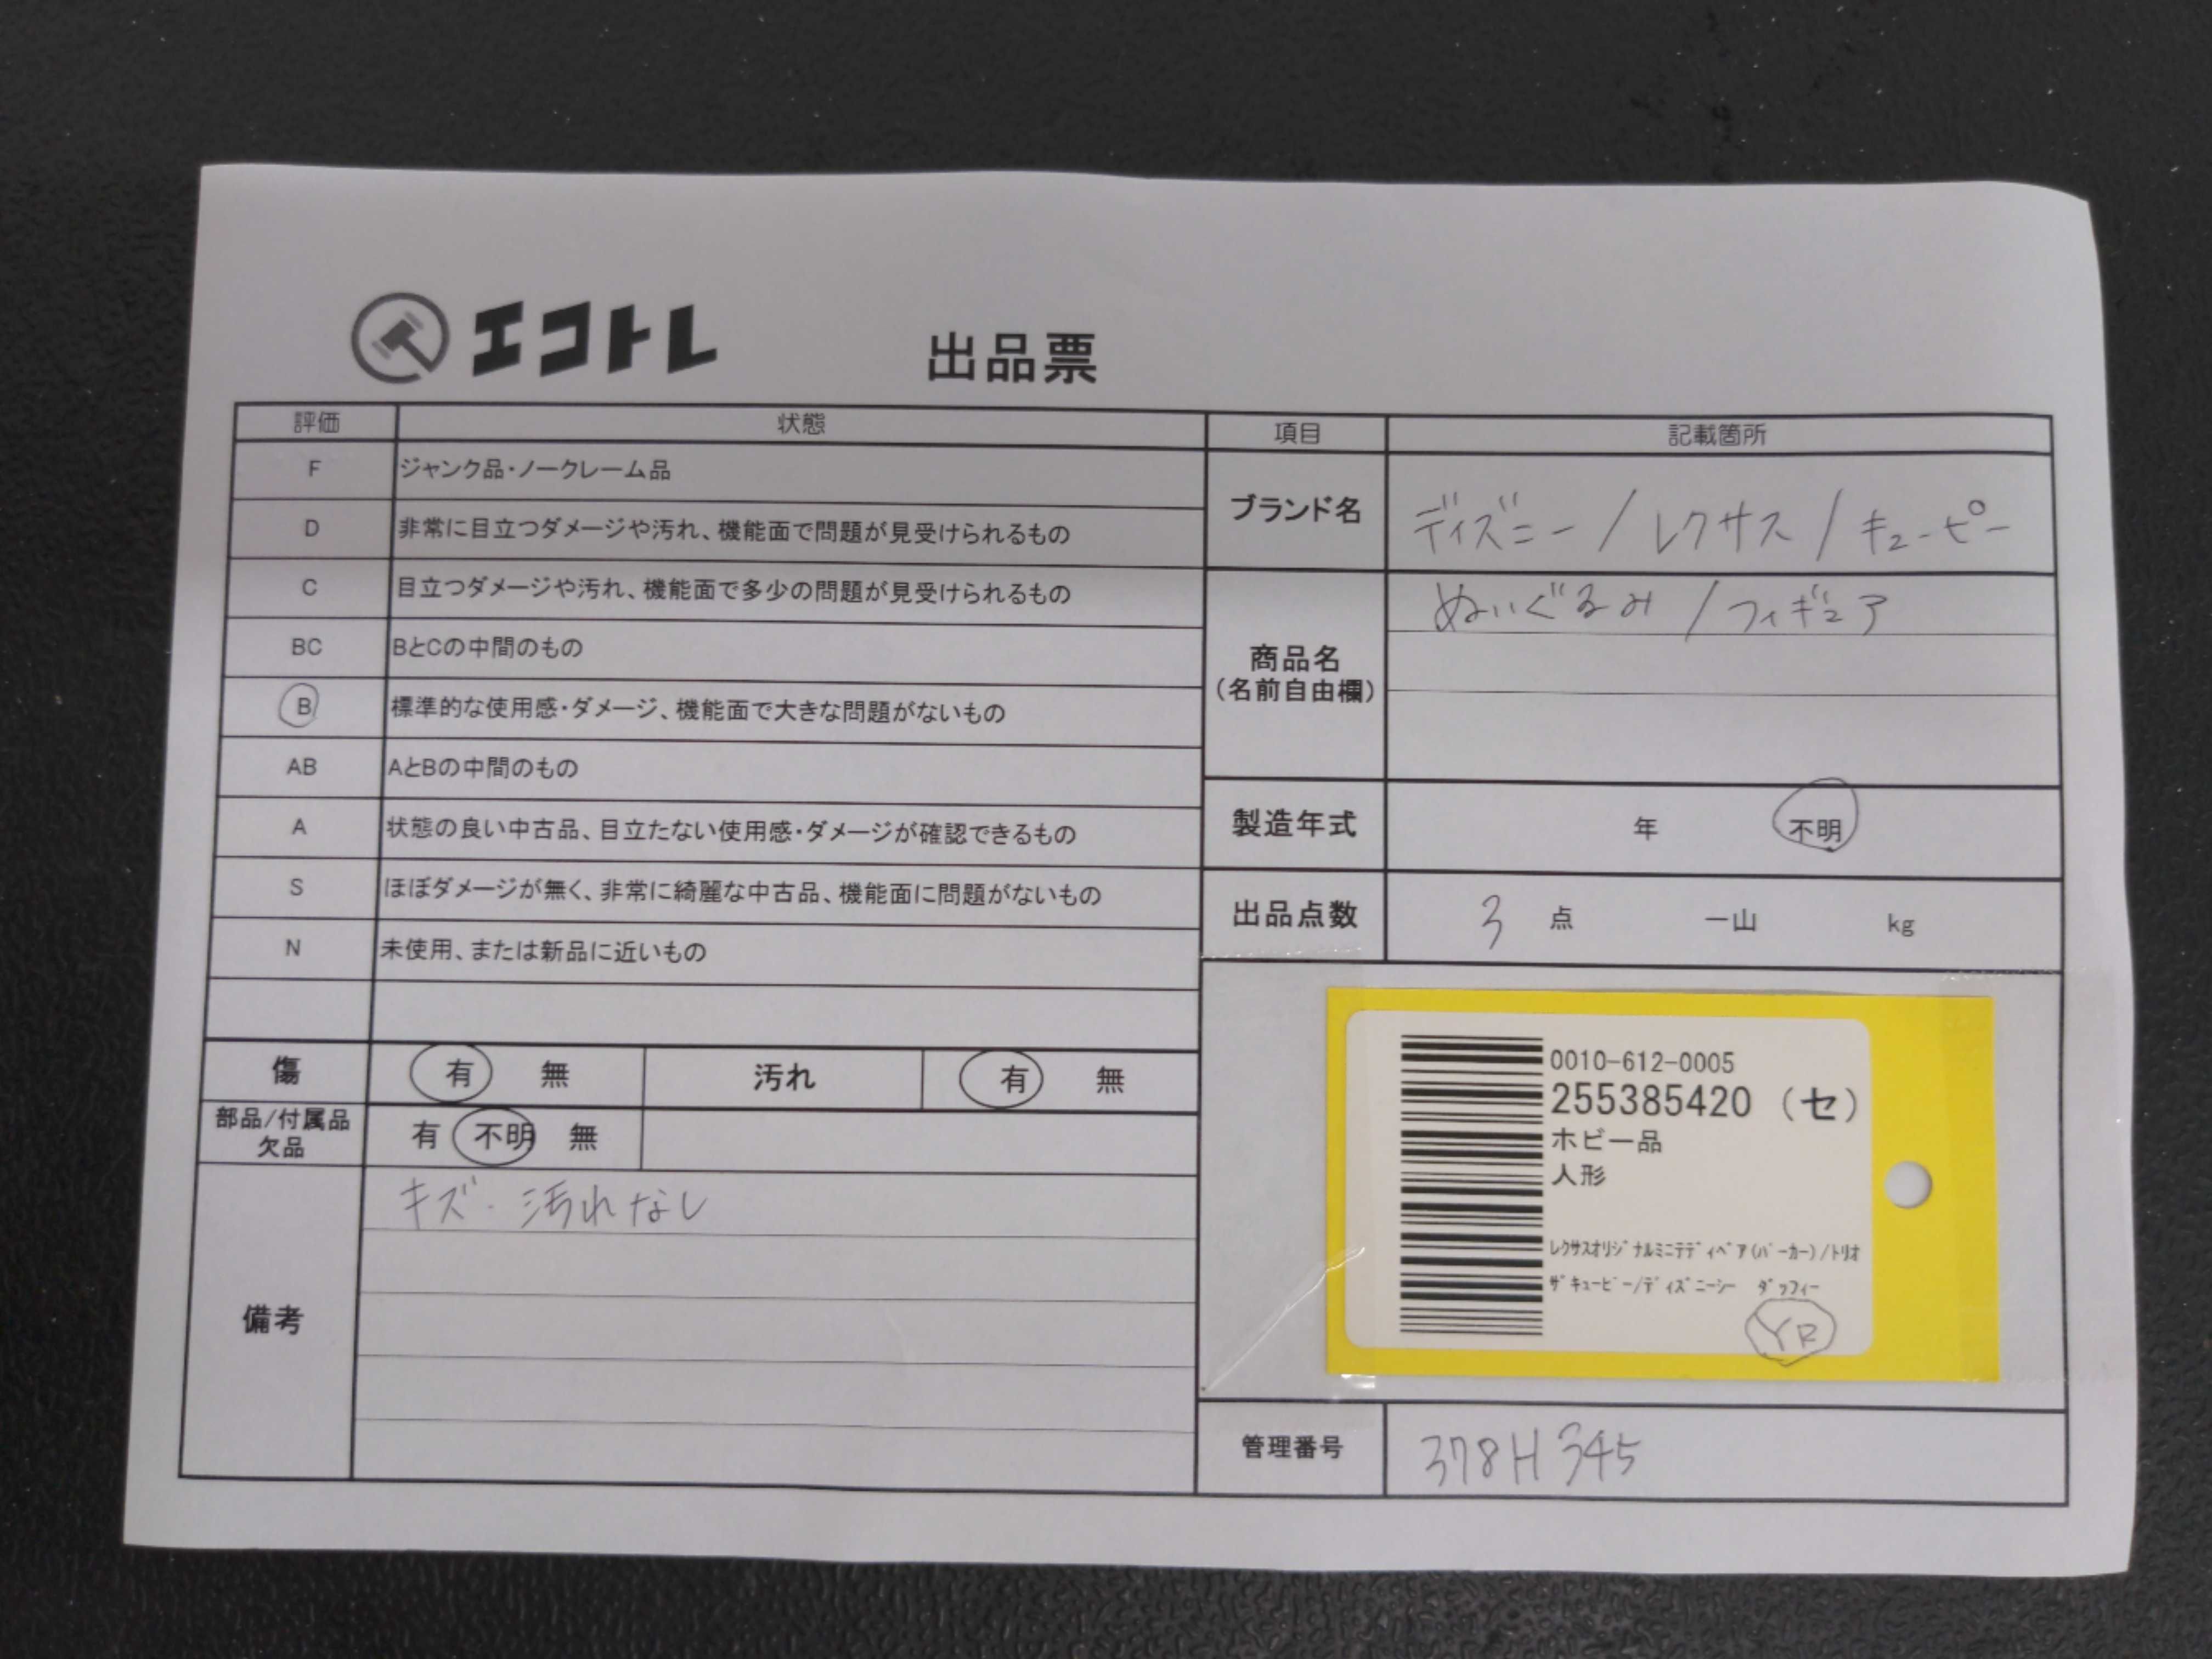 エコトレ 出品票
評価 状態
F ジャンク品・ノークレーム品
D 非常に目立つダメージや汚れ、機能面で問題が見受けられるもの
C 目立つダメージや汚れ、機能面で多少の問題が見受けられるもの
BC BとCの中間のもの
B 標準的な使用感・ダメージ、機能面で大きな問題がないもの
AB AとBの中間のもの
A 状態の良い中古品、目立たない使用感・ダメージが確認できるもの
S ほぼダメージが無く、非常に綺麗な中古品、機能面に問題がないもの
N 未使用、または新品に近いもの
傷 有 無 汚れ 有 無
部品/付属品
欠品 有 不明 無
備考 キズ・汚れなし
項目 記載箇所
ブランド名 ディズニー/レクサス/キューピー
商品名
(名前自由欄) ぬいぐるみ/フィギュア
製造年式 年 不明
出品点数 3 点 一山 kg
0010-612-0005
255385420 (セ)
ホビー品
人形
ﾚｸｻｽｵﾘｼﾞﾅﾙﾐﾆﾃﾃﾞｨﾍﾞｱ(ﾊﾟｰｶｰ)/ﾄﾘｵ
ｻﾞｷｭｰﾋﾟｰ/ﾃﾞｨｽﾞﾆｰｼｰ ﾀﾞｯﾌｨｰ
YR
管理番号 378H345